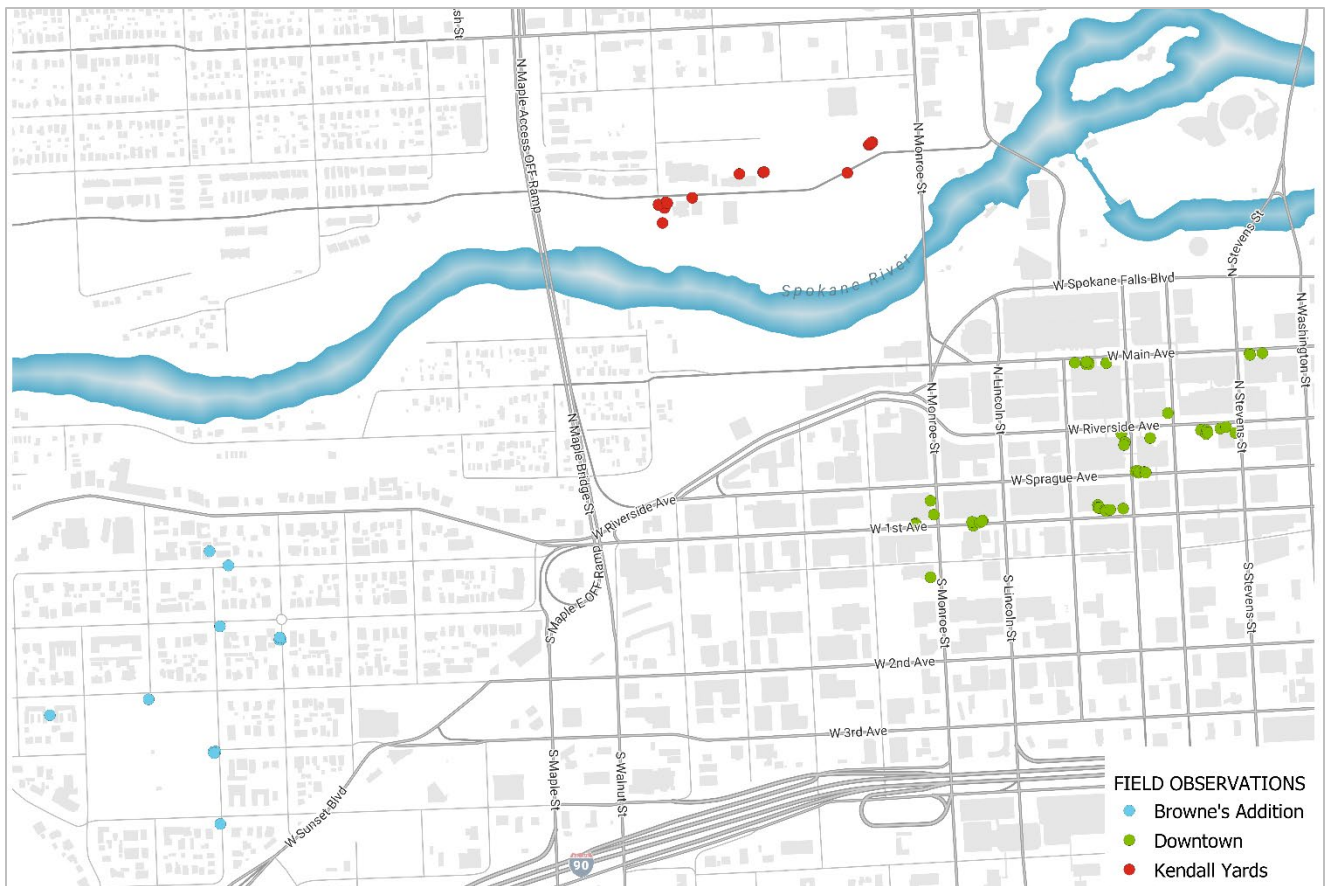 sh St
N Maple Access OFF Ramp
N Monroe St
N Stevens St
Spokane River
W Spokane Falls Blvd
N Washington St
W Main Ave
N Lincoln St
N Monroe St
N Stevens St
N Maple Bridge St
W Riverside Ave
W Sprague Ave
W Riverside Ave
W 1st Ave
S Maple E OFF Ramp
S Monroe St
S Lincoln St
S Stevens St
W 2nd Ave
W 3rd Ave
S Maple St
S Walnut St
W Sunset Blvd
90
FIELD OBSERVATIONS
Browne's Addition
Downtown
Kendall Yards